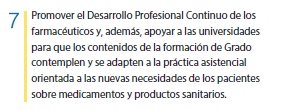 7 Promover el Desarrollo Profesional Continuo de los
farmacéuticos y, además, apoyar a las universidades
para que los contenidos de la formación de Grado
contemplen y se adapten a la práctica asistencial
orientada a las nuevas necesidades de los pacientes
sobre medicamentos y productos sanitarios.